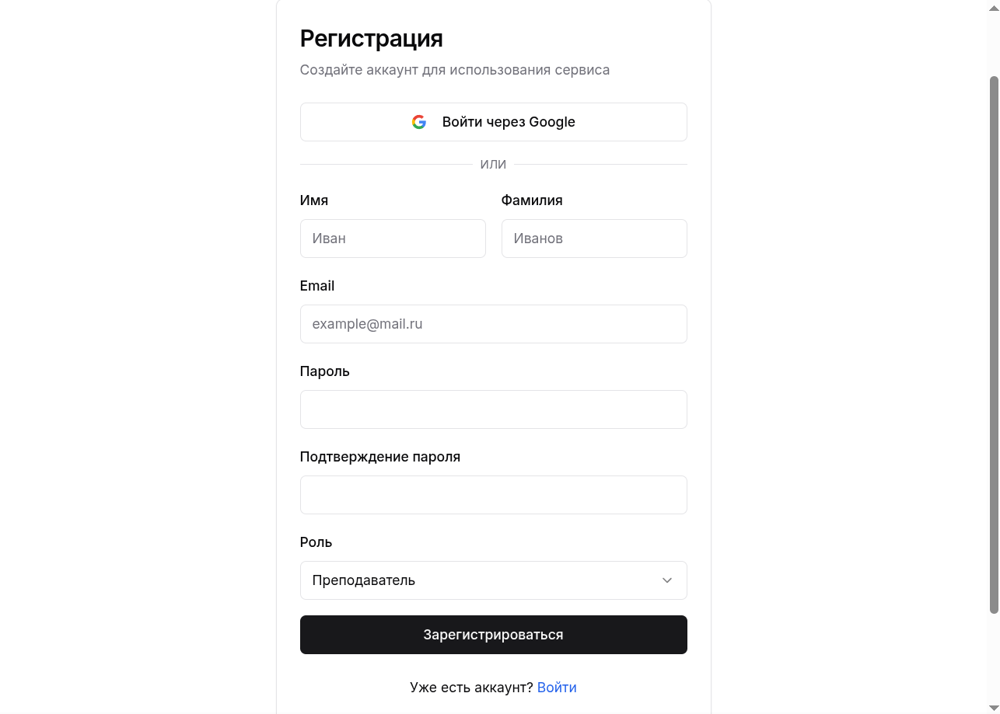 Регистрация
Создайте аккаунт для использования сервиса
Войти через Google
ИЛИ
Имя
Фамилия
Иван
Иванов
Email
example@mail.ru
Пароль
Подтверждение пароля
Роль
Преподаватель
Зарегистрироваться
Уже есть аккаунт? Войти